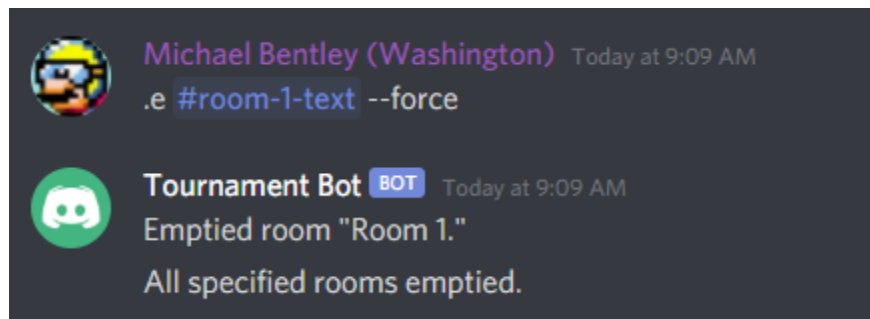 Michael Bentley (Washington) Today at 9:09 AM
.e #room-1-text --force
Tournament Bot BOT Today at 9:09 AM
Emptied room "Room 1."
All specified rooms emptied.